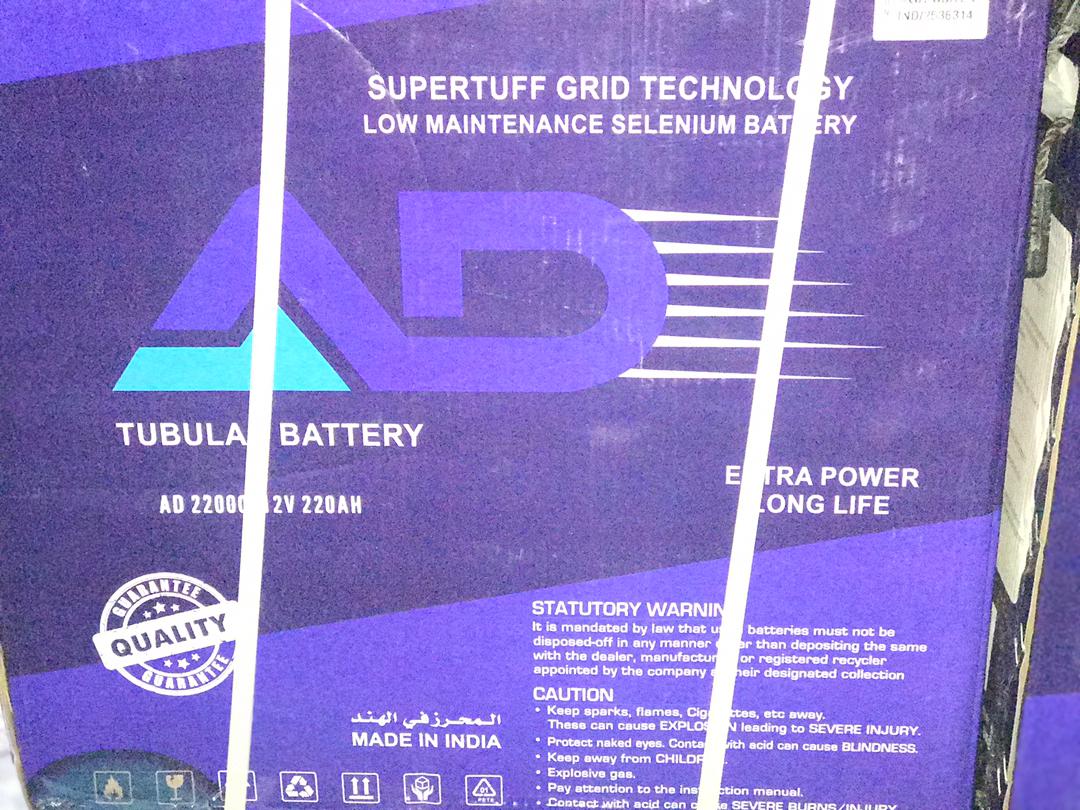 IND/2536314
SUPERTUFF GRID TECHNOLOGY
LOW MAINTENANCE SELENIUM BATTERY
AD
TUBULAR BATTERY
AD 22000 12V 220AH
EXTRA POWER
LONG LIFE
GUARANTEE
QUALITY
GUARANTEE
المحرز في الهند
MADE IN INDIA
STATUTORY WARNING
It is mandated by law that used batteries must not be
disposed-off in any manner other than depositing the same
with the dealer, manufacturer or registered recycler
appointed by the company or their designated collection
CAUTION
• Keep sparks, flames, Cigarettes, etc away.
These can cause EXPLOSION leading to SEVERE INJURY.
• Protect naked eyes. Contact with acid can cause BLINDNESS.
• Keep away from CHILDREN.
• Explosive gas.
• Pay attention to the instruction manual.
• Contact with acid can cause SEVERE BURNS/INJURY
01
PETE